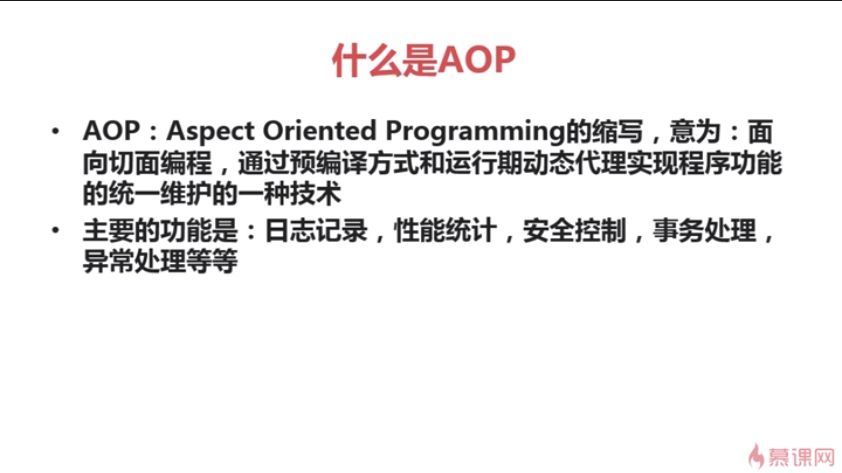 什么是AOP
• AOP：Aspect Oriented Programming的缩写，意为：面
向切面编程，通过预编译方式和运行期动态代理实现程序功能
的统一维护的一种技术
• 主要的功能是：日志记录，性能统计，安全控制，事务处理，
异常处理等等
慕课网